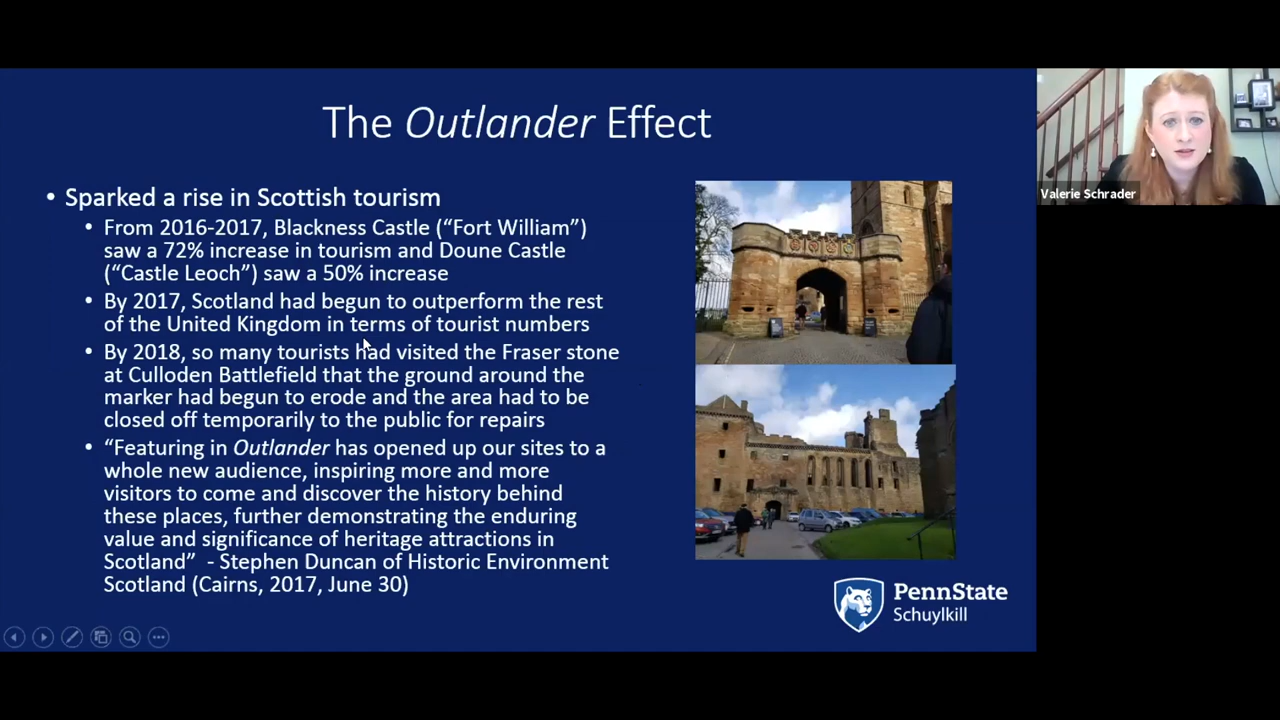 The Outlander Effect
• Sparked a rise in Scottish tourism
• From 2016-2017, Blackness Castle (“Fort William”)
saw a 72% increase in tourism and Doune Castle
(“Castle Leoch”) saw a 50% increase
• By 2017, Scotland had begun to outperform the rest
of the United Kingdom in terms of tourist numbers
• By 2018, so many tourists had visited the Fraser stone
at Culloden Battlefield that the ground around the
marker had begun to erode and the area had to be
closed off temporarily to the public for repairs
• “Featuring in Outlander has opened up our sites to a
whole new audience, inspiring more and more
visitors to come and discover the history behind
these places, further demonstrating the enduring
value and significance of heritage attractions in
Scotland” - Stephen Duncan of Historic Environment
Scotland (Cairns, 2017, June 30)
PennState
Schuylkill
Valerie Schrader